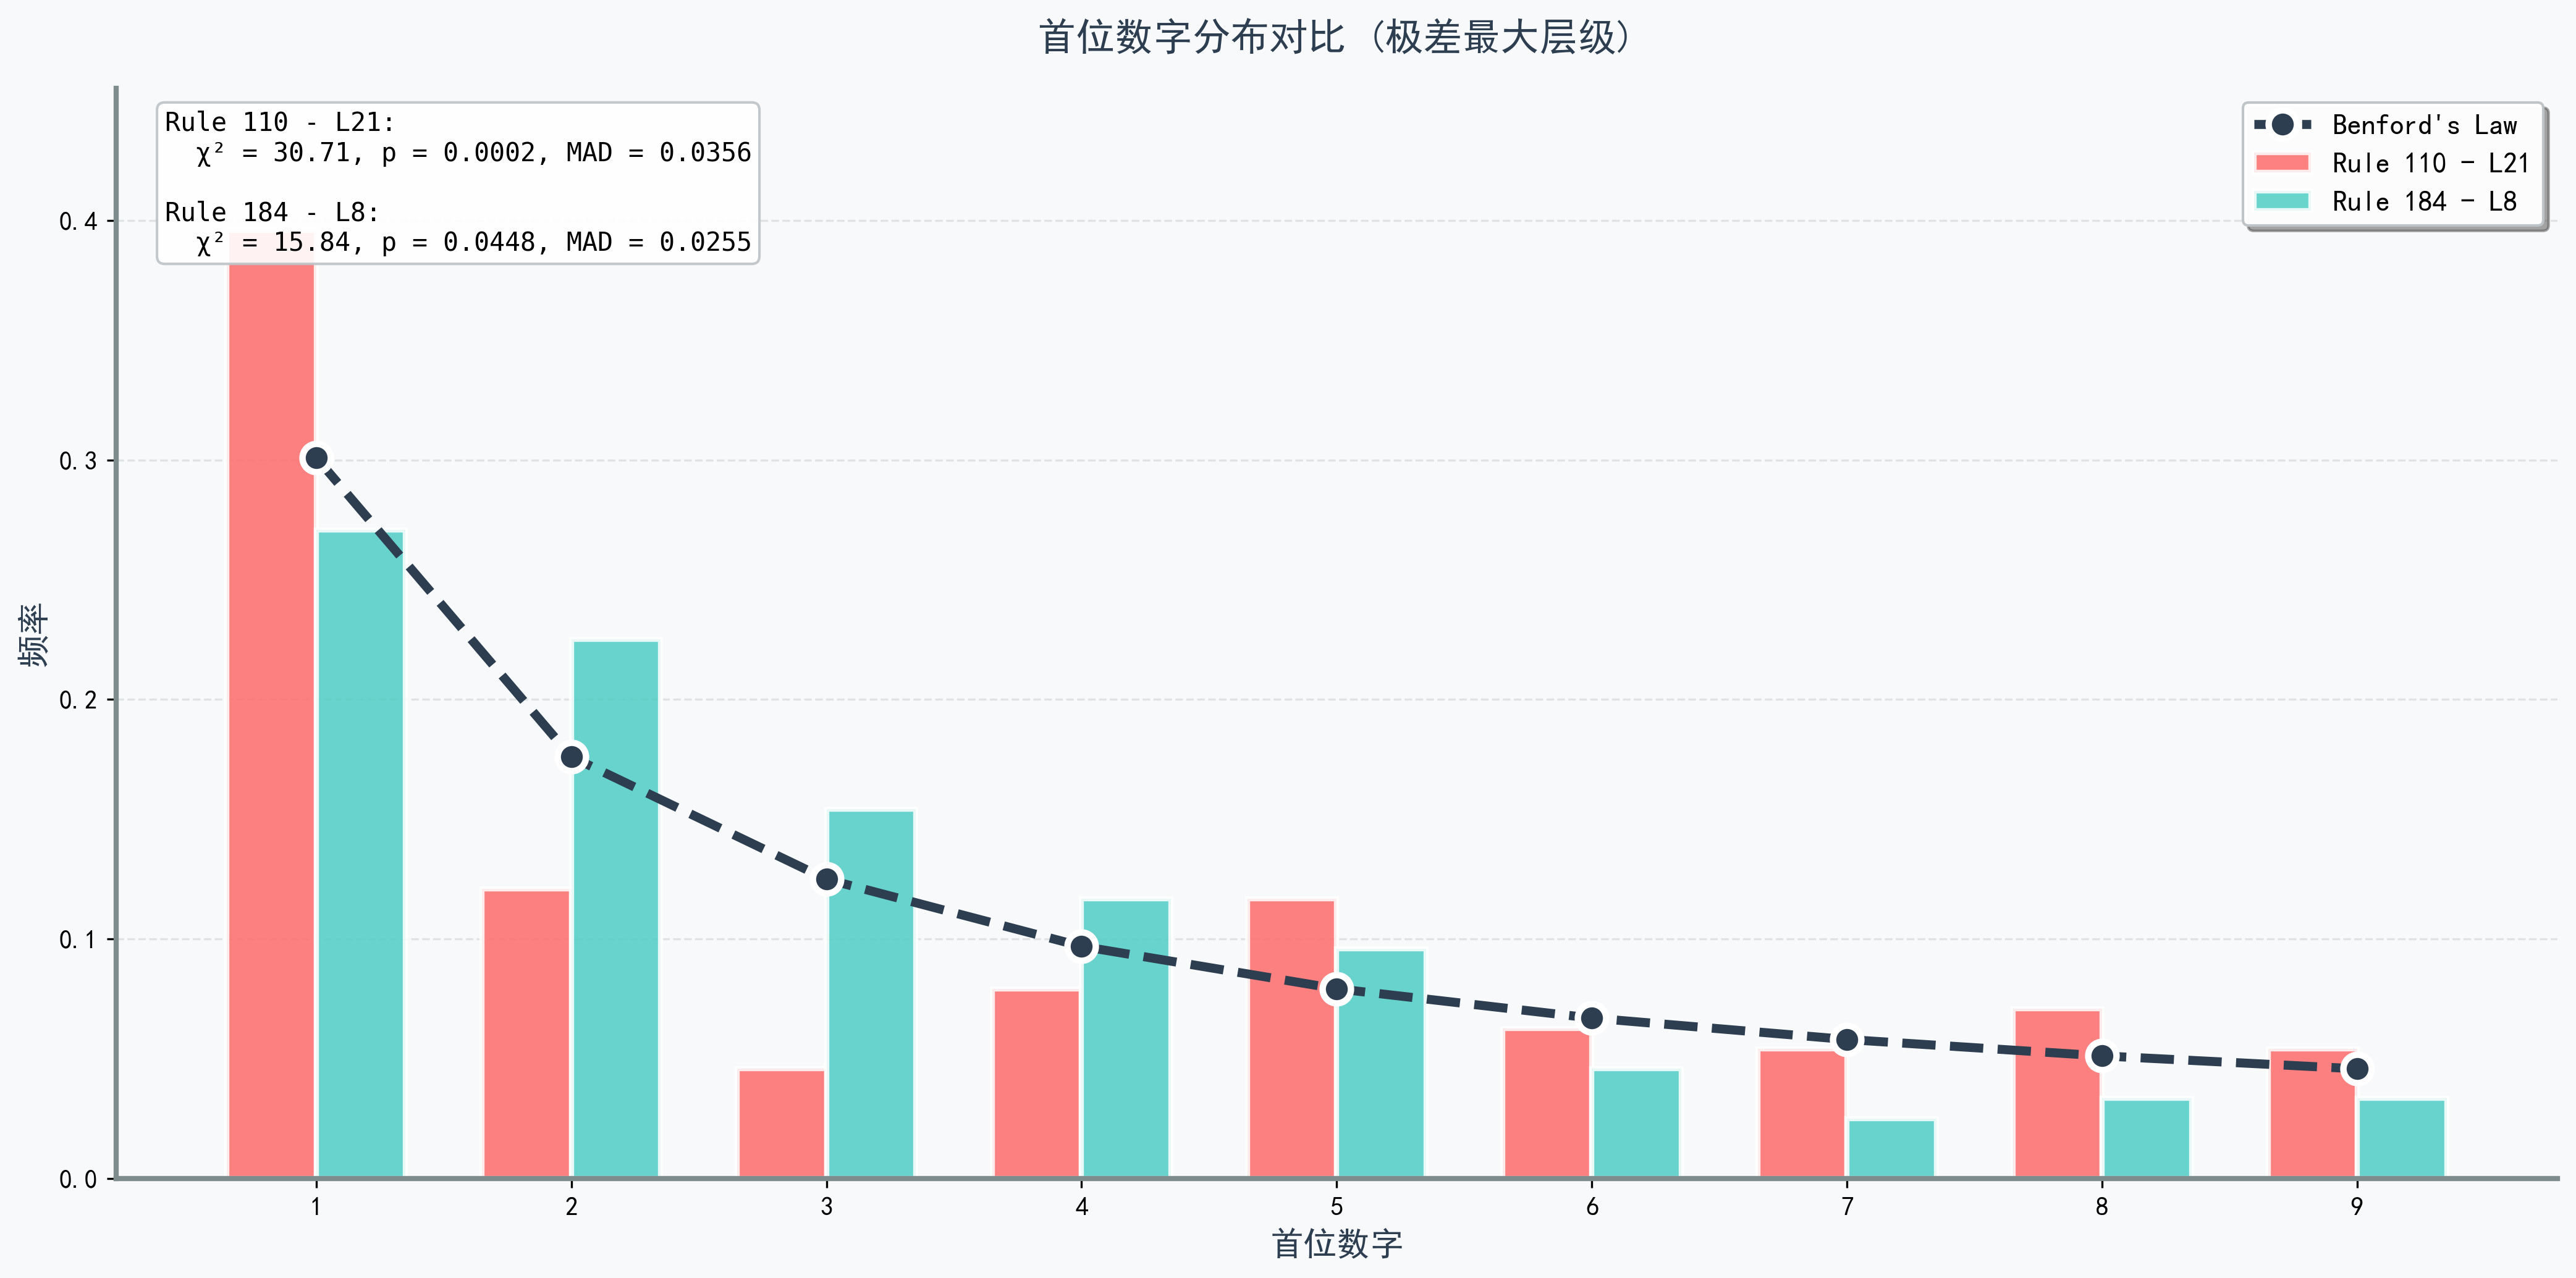 首位数字分布对比 (极差最大层级)
Rule 110 - L21:
χ² = 30.71, p = 0.0002, MAD = 0.0356
Rule 184 - L8:
χ² = 15.84, p = 0.0448, MAD = 0.0255
Benford's Law
Rule 110 - L21
Rule 184 - L8
频率
0.4
0.3
0.2
0.1
0.0
1 2 3 4 5 6 7 8 9
首位数字